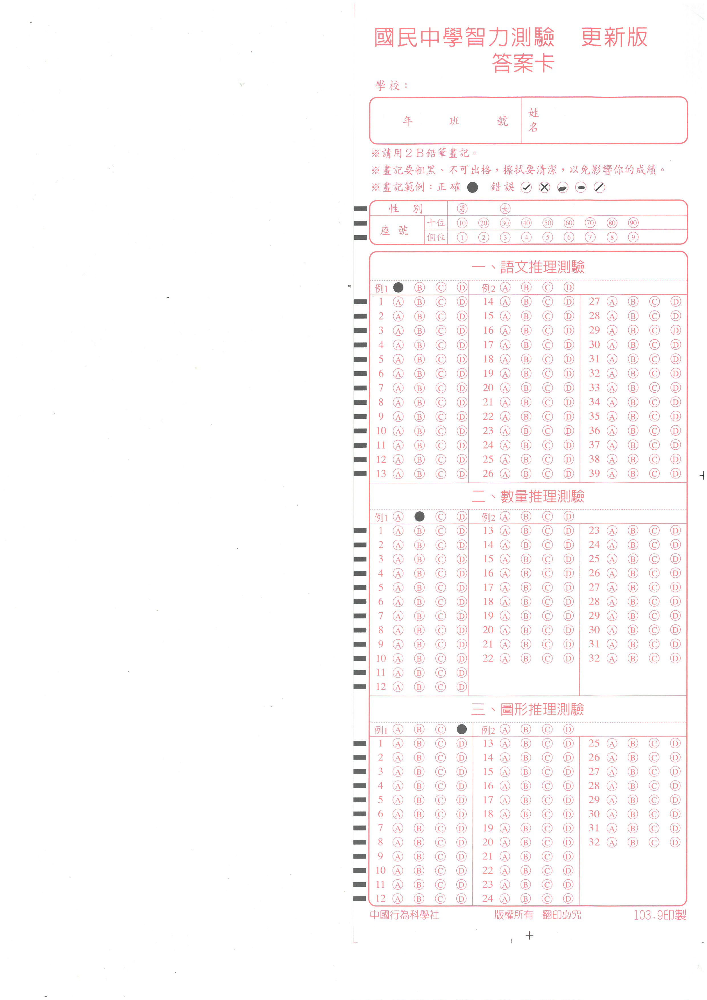 國民中學智力測驗　更新版
答案卡
學校：
年　班　號　姓名
※請用２Ｂ鉛筆畫記。
※畫記要粗黑、不可出格，擦拭要清潔，以免影響你的成績。
※畫記範例：正確　錯誤
性別　男　女
座號　十位　10　20　30　40　50　60　70　80　90
個位　1　2　3　4　5　6　7　8　9
一、語文推理測驗
例1　B　C　D　例2　A　B　C　D
1　A　B　C　D　14　A　B　C　D　27　A　B　C　D
2　A　B　C　D　15　A　B　C　D　28　A　B　C　D
3　A　B　C　D　16　A　B　C　D　29　A　B　C　D
4　A　B　C　D　17　A　B　C　D　30　A　B　C　D
5　A　B　C　D　18　A　B　C　D　31　A　B　C　D
6　A　B　C　D　19　A　B　C　D　32　A　B　C　D
7　A　B　C　D　20　A　B　C　D　33　A　B　C　D
8　A　B　C　D　21　A　B　C　D　34　A　B　C　D
9　A　B　C　D　22　A　B　C　D　35　A　B　C　D
10　A　B　C　D　23　A　B　C　D　36　A　B　C　D
11　A　B　C　D　24　A　B　C　D　37　A　B　C　D
12　A　B　C　D　25　A　B　C　D　38　A　B　C　D
13　A　B　C　D　26　A　B　C　D　39　A　B　C　D
二、數量推理測驗
例1　A　C　D　例2　A　B　C　D
1　A　B　C　D　13　A　B　C　D　23　A　B　C　D
2　A　B　C　D　14　A　B　C　D　24　A　B　C　D
3　A　B　C　D　15　A　B　C　D　25　A　B　C　D
4　A　B　C　D　16　A　B　C　D　26　A　B　C　D
5　A　B　C　D　17　A　B　C　D　27　A　B　C　D
6　A　B　C　D　18　A　B　C　D　28　A　B　C　D
7　A　B　C　D　19　A　B　C　D　29　A　B　C　D
8　A　B　C　D　20　A　B　C　D　30　A　B　C　D
9　A　B　C　D　21　A　B　C　D　31　A　B　C　D
10　A　B　C　D　22　A　B　C　D　32　A　B　C　D
11　A　B　C　D
12　A　B　C　D
三、圖形推理測驗
例1　A　B　C　例2　A　B　C　D
1　A　B　C　D　13　A　B　C　D　25　A　B　C　D
2　A　B　C　D　14　A　B　C　D　26　A　B　C　D
3　A　B　C　D　15　A　B　C　D　27　A　B　C　D
4　A　B　C　D　16　A　B　C　D　28　A　B　C　D
5　A　B　C　D　17　A　B　C　D　29　A　B　C　D
6　A　B　C　D　18　A　B　C　D　30　A　B　C　D
7　A　B　C　D　19　A　B　C　D　31　A　B　C　D
8　A　B　C　D　20　A　B　C　D　32　A　B　C　D
9　A　B　C　D　21　A　B　C　D
10　A　B　C　D　22　A　B　C　D
11　A　B　C　D　23　A　B　C　D
12　A　B　C　D　24　A　B　C　D
中國行為科學社　版權所有　翻印必究　103.9印製